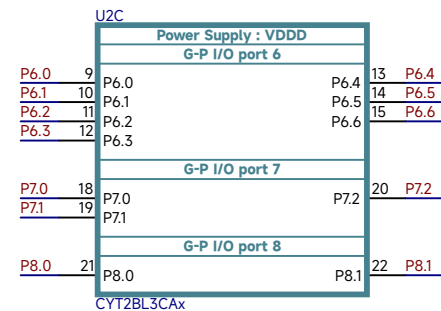 U2C
Power Supply : VDDD
G-P I/O port 6
P6.0 9 P6.0 P6.4 13 P6.4
P6.1 10 P6.1 P6.5 14 P6.5
P6.2 11 P6.2 P6.6 15 P6.6
P6.3 12 P6.3
G-P I/O port 7
P7.0 18 P7.0 P7.2 20 P7.2
P7.1 19 P7.1
G-P I/O port 8
P8.0 21 P8.0 P8.1 22 P8.1
CYT2BL3CAx